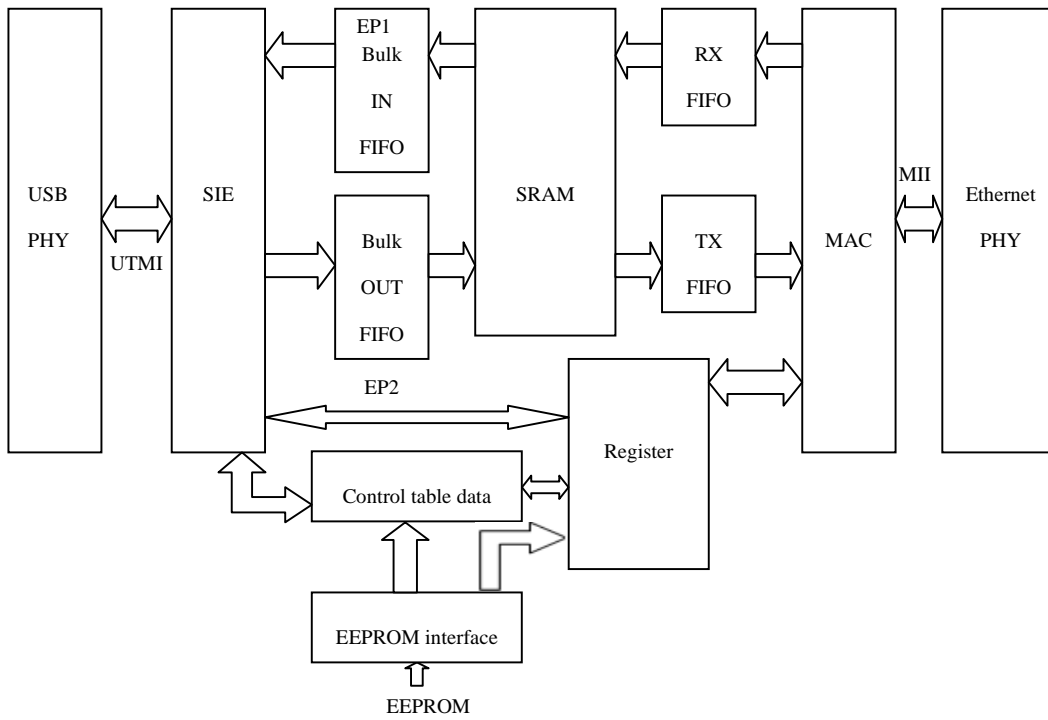 EP1
Bulk
IN
FIFO
RX
FIFO
USB
PHY
UTMI
SIE
SRAM
MAC
MII
Ethernet
PHY
Bulk
OUT
FIFO
TX
FIFO
EP2
Register
Control table data
EEPROM interface
EEPROM